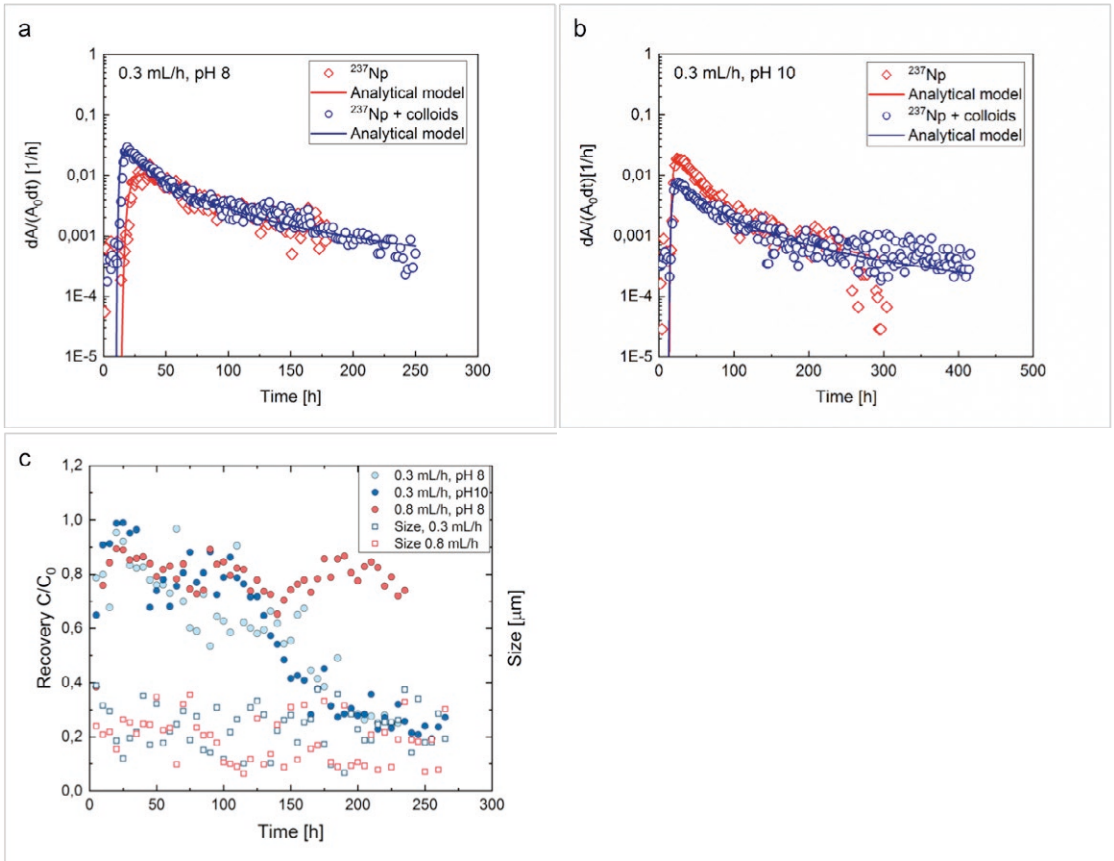 a
0.3 mL/h, pH 8
²³⁷Np
Analytical model
²³⁷Np + colloids
Analytical model
1
0,1
0,01
0,001
1E-4
1E-5
dA/(A₀dt) [1/h]
0 50 100 150 200 250 300
Time [h]
b
0.3 mL/h, pH 10
²³⁷Np
Analytical model
²³⁷Np + colloids
Analytical model
1
0,1
0,01
0,001
1E-4
1E-5
dA/(A₀dt)[1/h]
0 100 200 300 400 500
Time [h]
c
0.3 mL/h, pH 8
0.3 mL/h, pH10
0.8 mL/h, pH 8
Size, 0.3 mL/h
Size 0.8 mL/h
1,2
1,0
0,8
0,6
0,4
0,2
0,0
Recovery C/C₀
Size [µm]
0 50 100 150 200 250 300
Time [h]